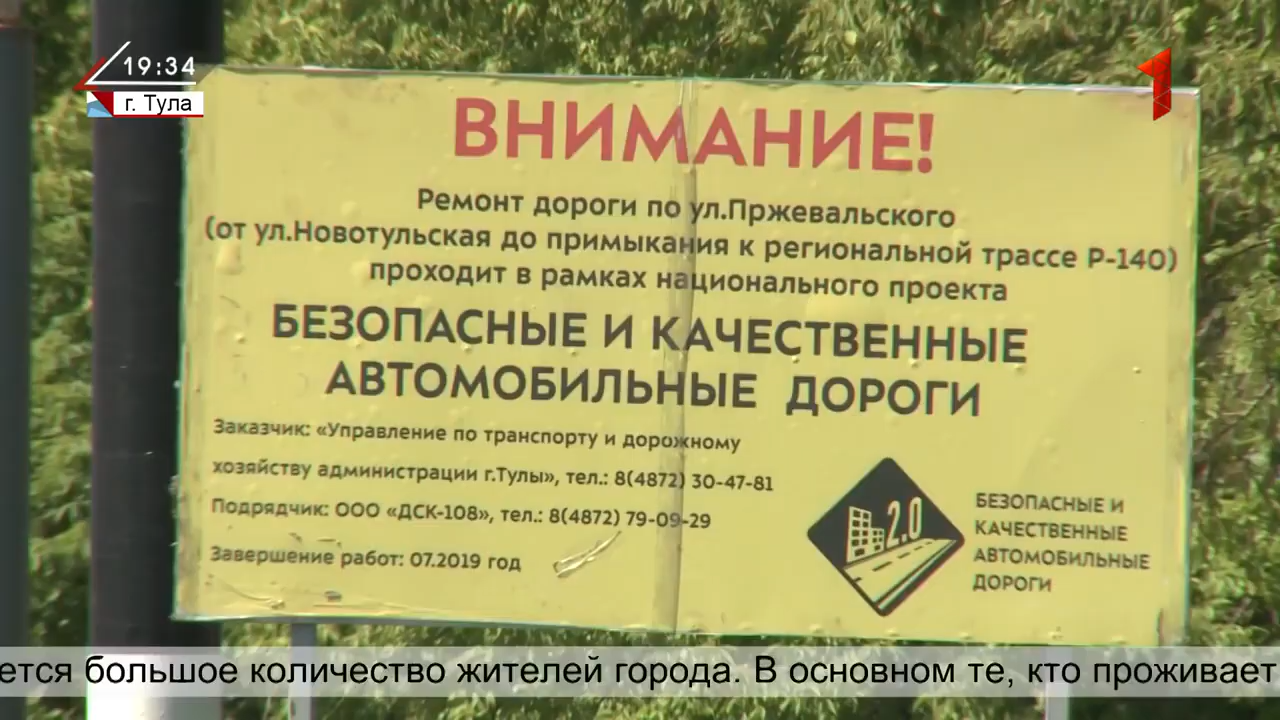 19:34
г. Тула
1
ВНИМАНИЕ!
Ремонт дороги по ул.Пржевальского
(от ул.Новотульская до примыкания к региональной трассе Р-140)
проходит в рамках национального проекта
БЕЗОПАСНЫЕ И КАЧЕСТВЕННЫЕ
АВТОМОБИЛЬНЫЕ ДОРОГИ
Заказчик: «Управление по транспорту и дорожному
хозяйству администрации г.Тулы», тел.: 8(4872) 30-47-81
Подрядчик: ООО «ДСК-108», тел.: 8(4872) 79-09-29
Завершение работ: 07.2019 год
2.0
БЕЗОПАСНЫЕ И
КАЧЕСТВЕННЫЕ
АВТОМОБИЛЬНЫЕ
ДОРОГИ
ется большое количество жителей города. В основном те, кто проживает